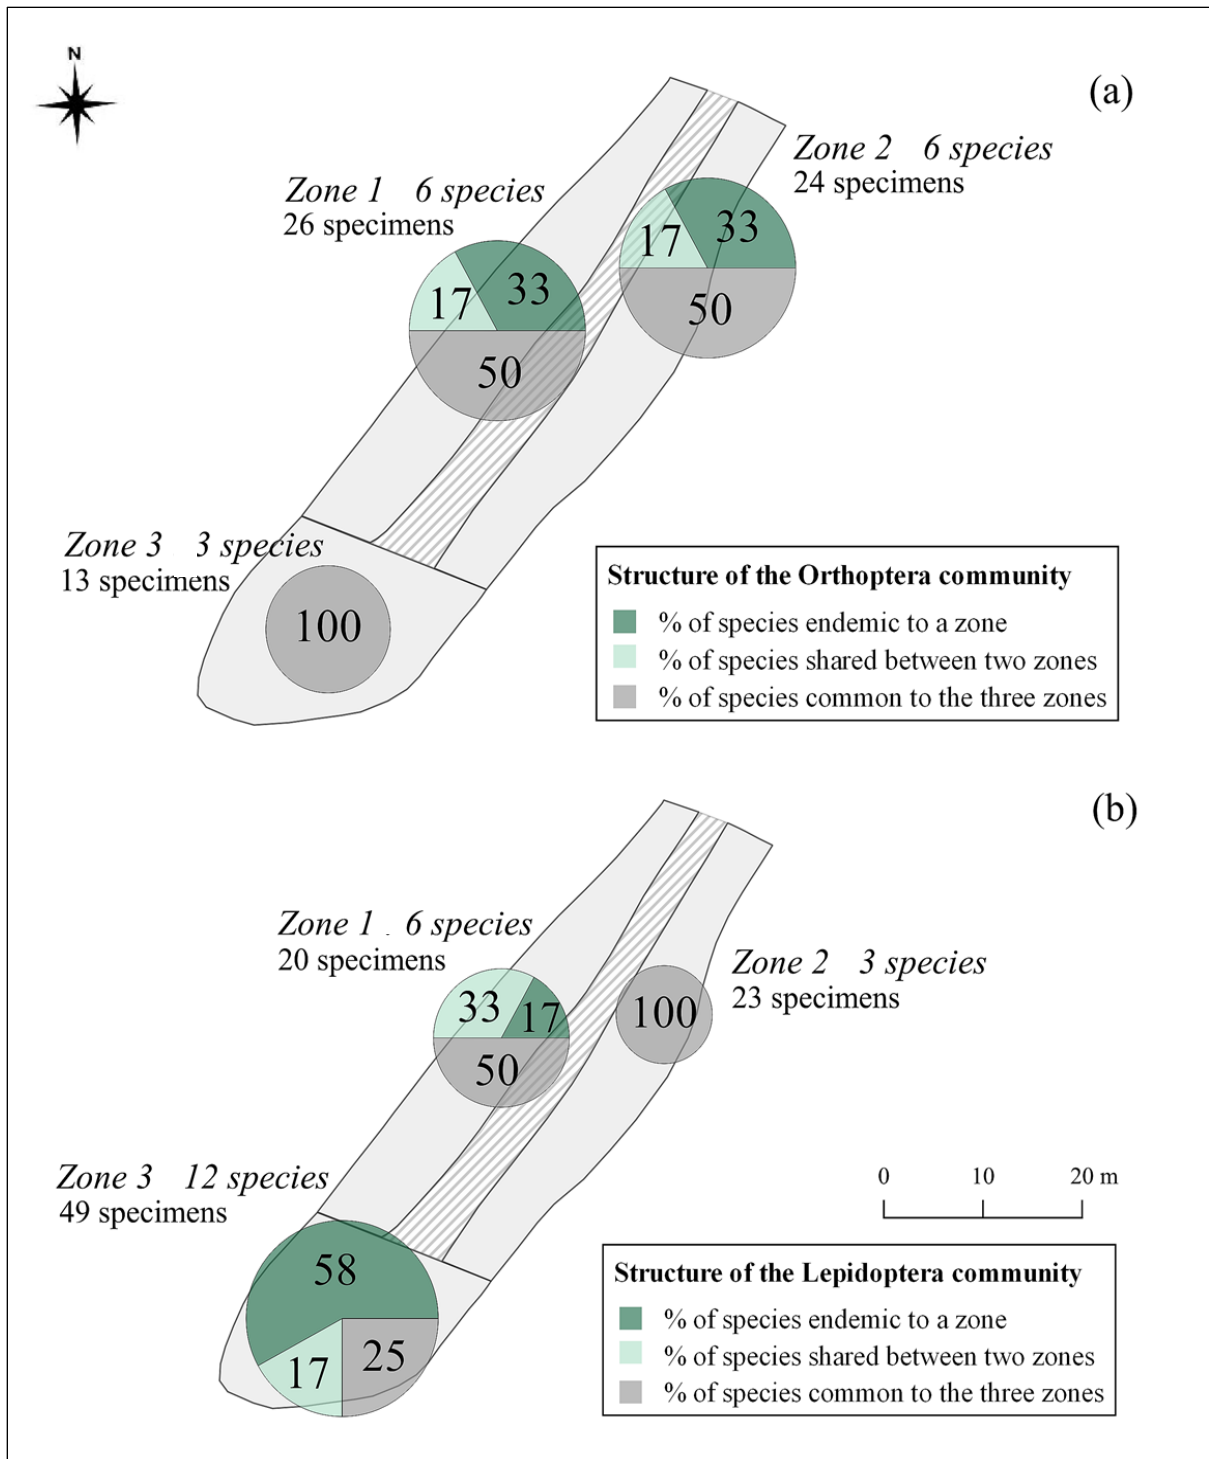 N
(a)
Zone 2 6 species
24 specimens
Zone 1 6 species
26 specimens
17
33
50
17
33
50
Zone 3 3 species
13 specimens
100
Structure of the Orthoptera community
% of species endemic to a zone
% of species shared between two zones
% of species common to the three zones
(b)
Zone 1 6 species
20 specimens
33
17
50
Zone 2 3 species
23 specimens
100
Zone 3 12 species
49 specimens
58
17
25
0 10 20 m
Structure of the Lepidoptera community
% of species endemic to a zone
% of species shared between two zones
% of species common to the three zones